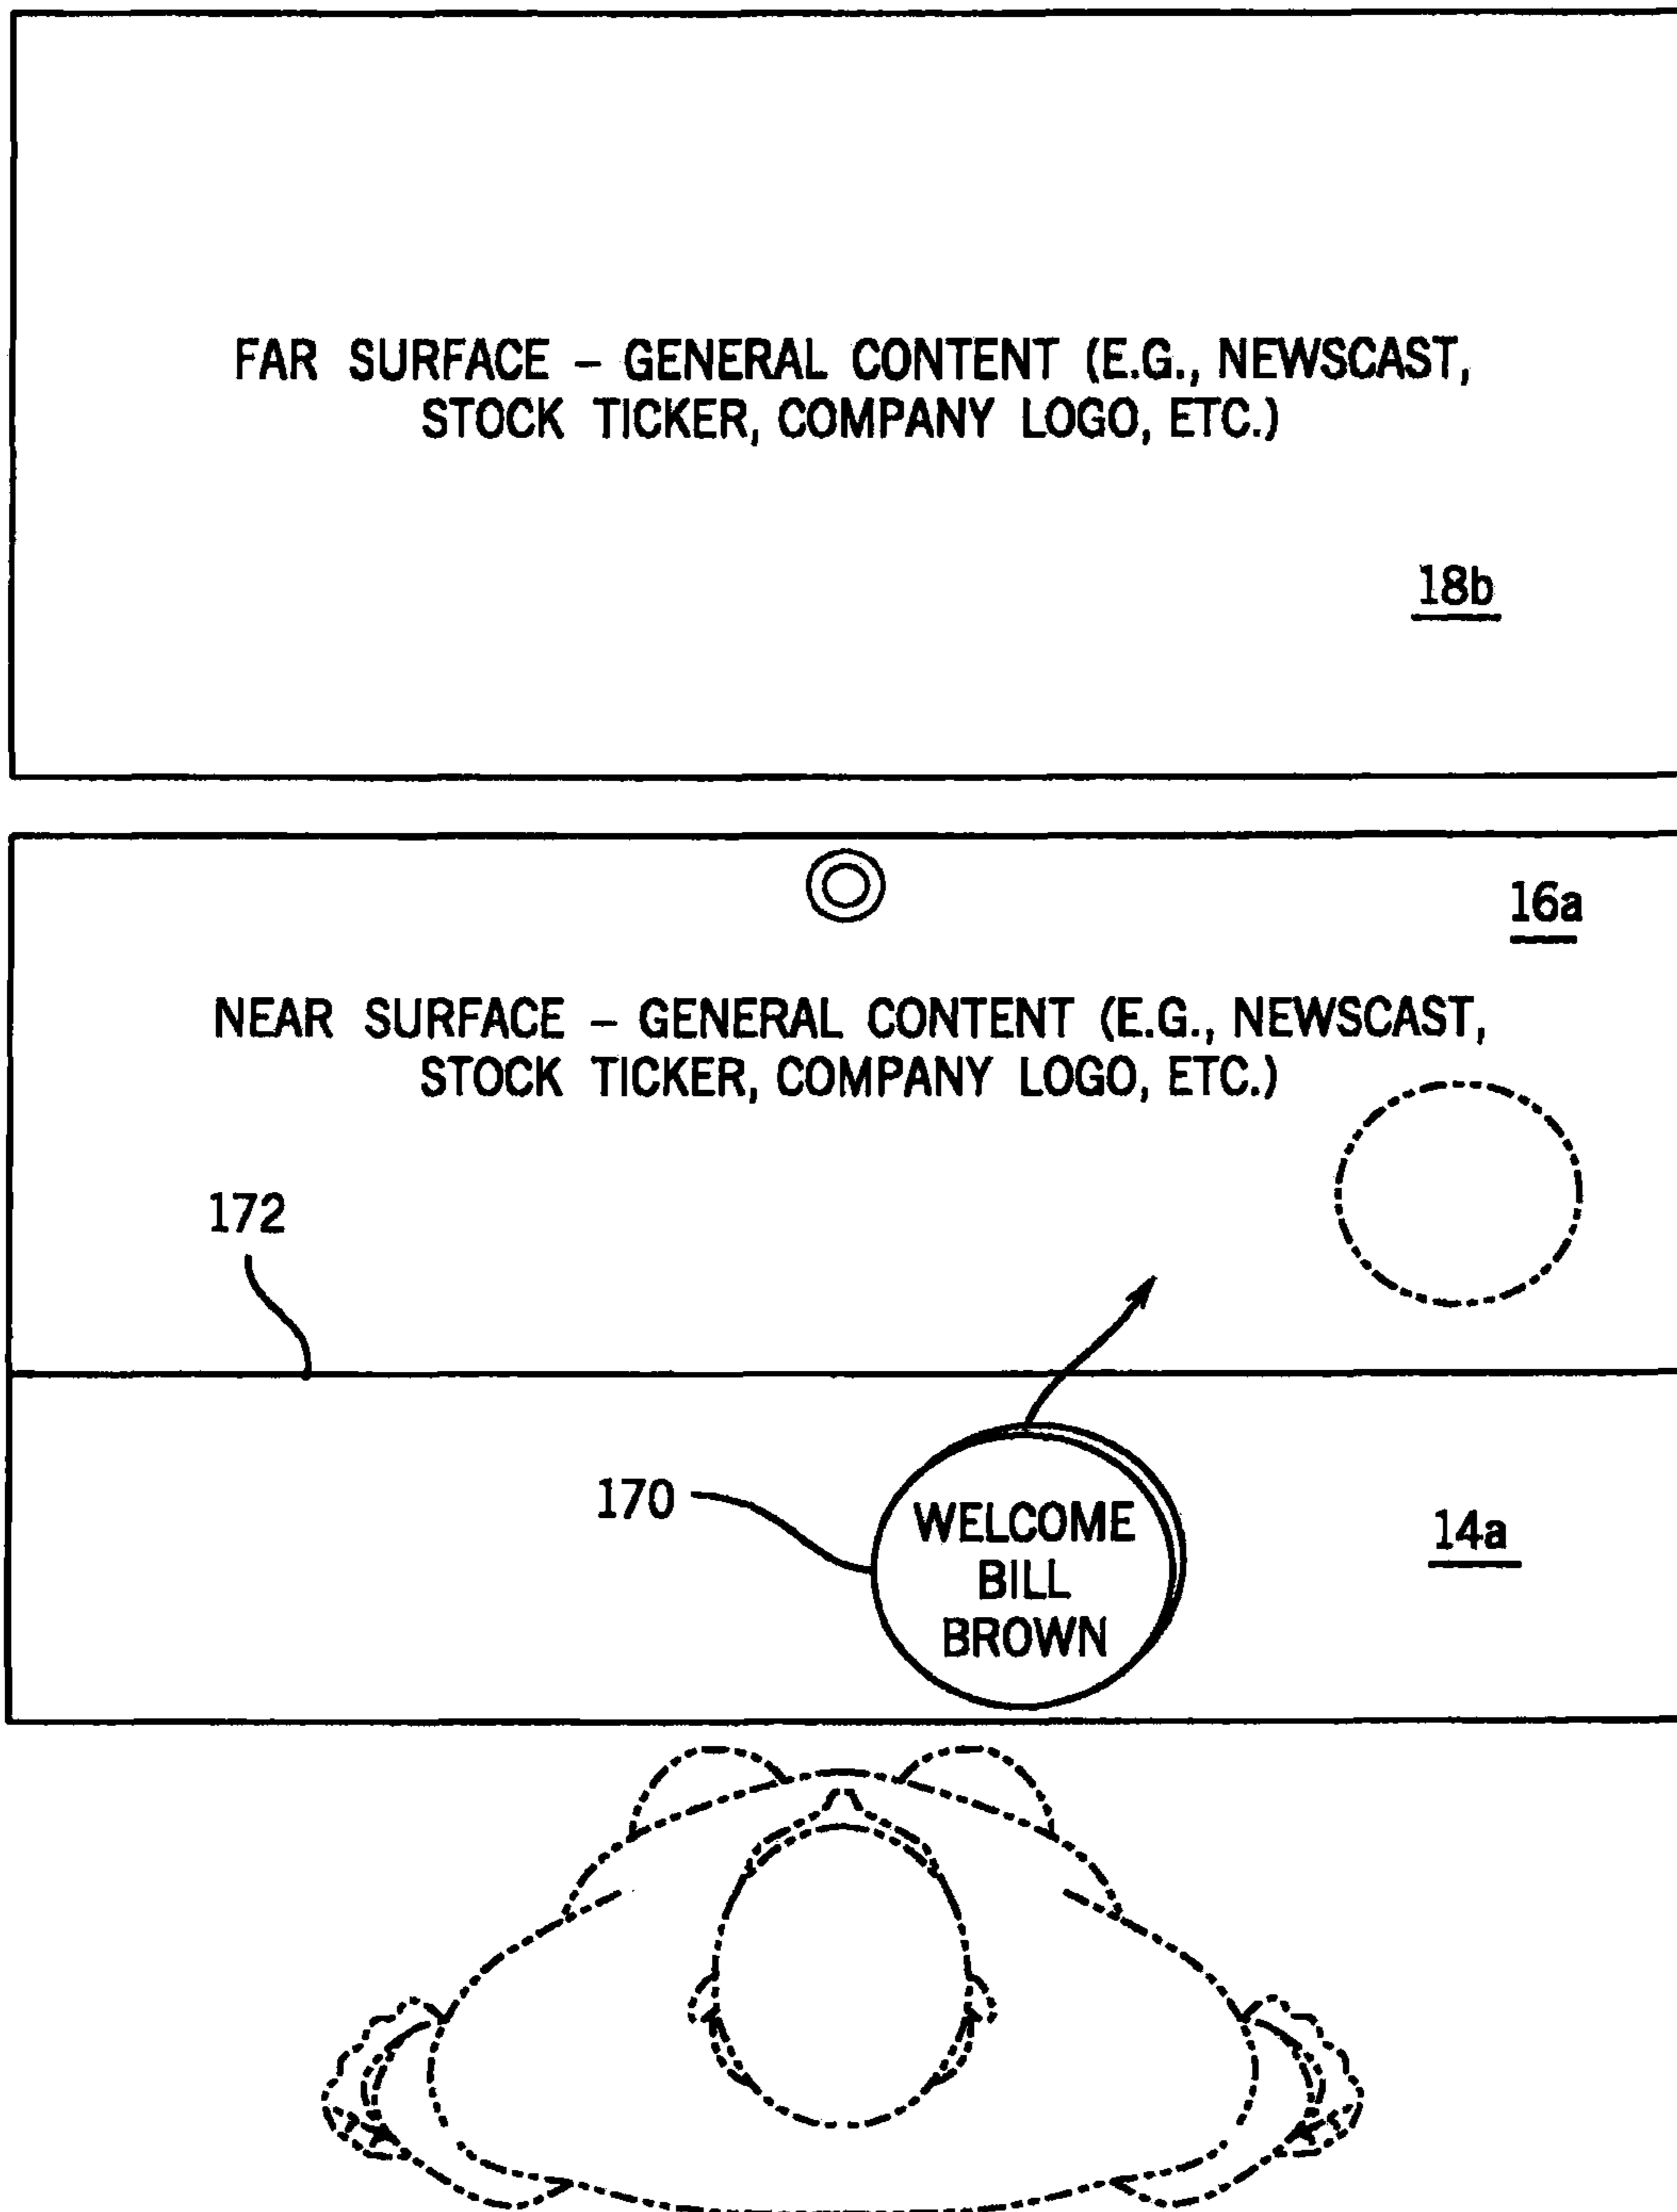 FAR SURFACE – GENERAL CONTENT (E.G., NEWSCAST,
STOCK TICKER, COMPANY LOGO, ETC.)
18b
16a
NEAR SURFACE – GENERAL CONTENT (E.G., NEWSCAST,
STOCK TICKER, COMPANY LOGO, ETC.)
172
170
WELCOME
BILL
BROWN
14a